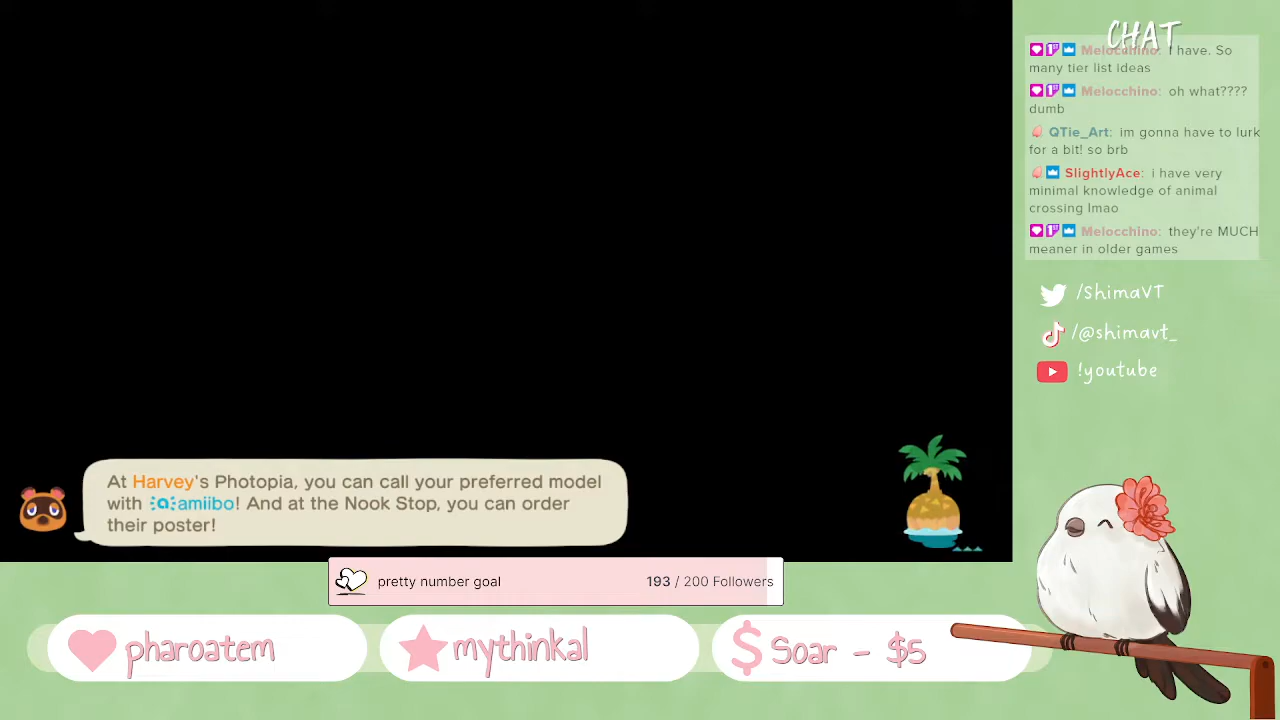 At Harvey's Photopia, you can call your preferred model
with amiibo! And at the Nook Stop, you can order
their poster!
CHAT
Melocchino: I have. So
many tier list ideas
Melocchino: oh what????
dumb
QTie_Art: im gonna have to lurk
for a bit! so brb
SlightlyAce: i have very
minimal knowledge of animal
crossing lmao
Melocchino: they're MUCH
meaner in older games
/ShimaVT
/@shimavt_
!youtube
pretty number goal 193 / 200 Followers
pharoatem
mythinkal
$ Soar - $5